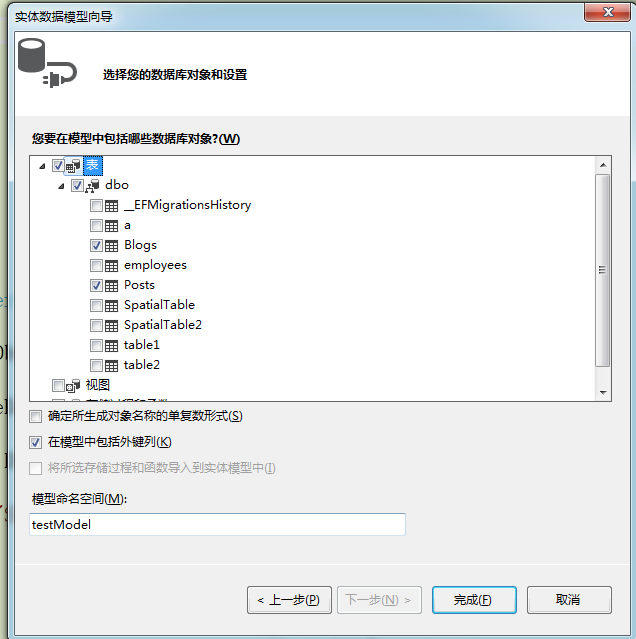 实体数据模型向导
选择您的数据库对象和设置
您要在模型中包括哪些数据库对象?(W)
表
dbo
__EFMigrationsHistory
a
Blogs
employees
Posts
SpatialTable
SpatialTable2
table1
table2
视图
确定所生成对象名称的单复数形式(S)
在模型中包括外键列(K)
将所选存储过程和函数导入到实体模型中(I)
模型命名空间(M):
testModel
< 上一步(P)
下一步(N) >
完成(F)
取消